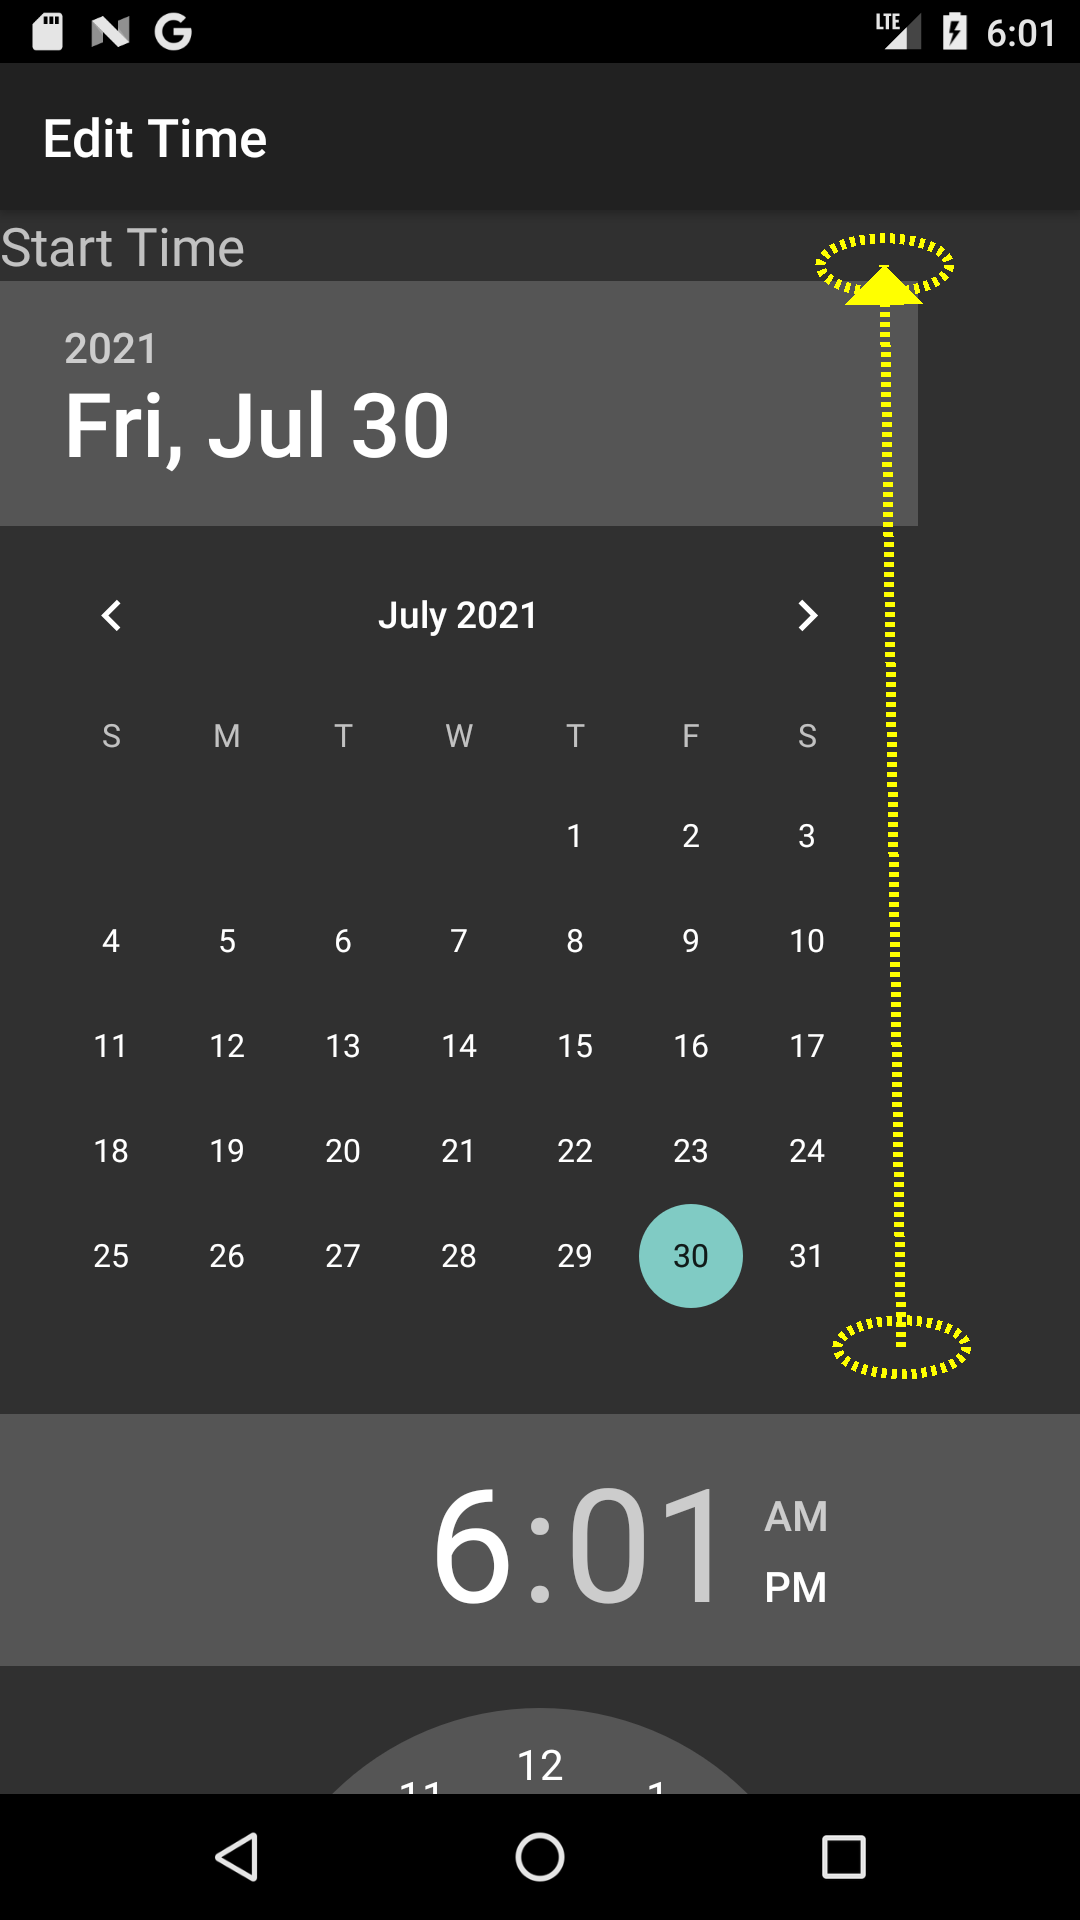 LTE 6:01
Edit Time
Start Time
2021
Fri, Jul 30
July 2021
S M T W T F S
1 2 3
4 5 6 7 8 9 10
11 12 13 14 15 16 17
18 19 20 21 22 23 24
25 26 27 28 29 30 31
6:01
AM
PM
12
11 1